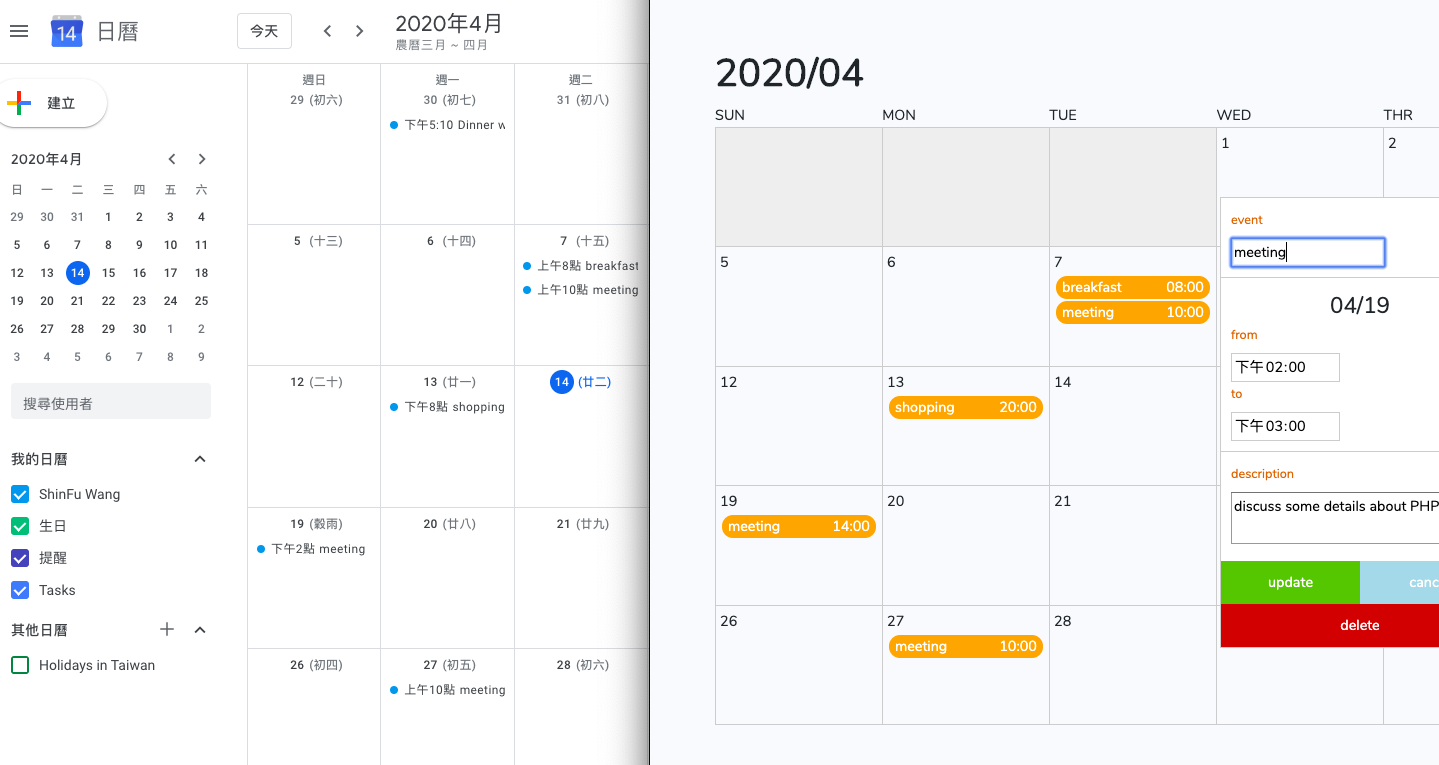 14 日曆
今天
2020年4月
農曆三月 ~ 四月
建立
2020年4月
日 一 二 三 四 五 六
29 30 31 1 2 3 4
5 6 7 8 9 10 11
12 13 14 15 16 17 18
19 20 21 22 23 24 25
26 27 28 29 30 1 2
3 4 5 6 7 8 9
搜尋使用者
我的日曆
ShinFu Wang
生日
提醒
Tasks
其他日曆
Holidays in Taiwan
週日 週一 週二
29 (初六) 30 (初七) 31 (初八)
下午5:10 Dinner w
5 (十三) 6 (十四) 7 (十五)
上午8點 breakfast
上午10點 meeting
12 (二十) 13 (廿一) 14 (廿二)
下午8點 shopping
19 (穀雨) 20 (廿八) 21 (廿九)
下午2點 meeting
26 (初四) 27 (初五) 28 (初六)
上午10點 meeting
2020/04
SUN MON TUE WED THR
1 2
5 6 7
breakfast 08:00
meeting 10:00
12 13 14
shopping 20:00
19 20 21
meeting 14:00
26 27 28
meeting 10:00
event
meeting
04/19
from
下午 02:00
to
下午 03:00
description
discuss some details about PHP
update canc
delete